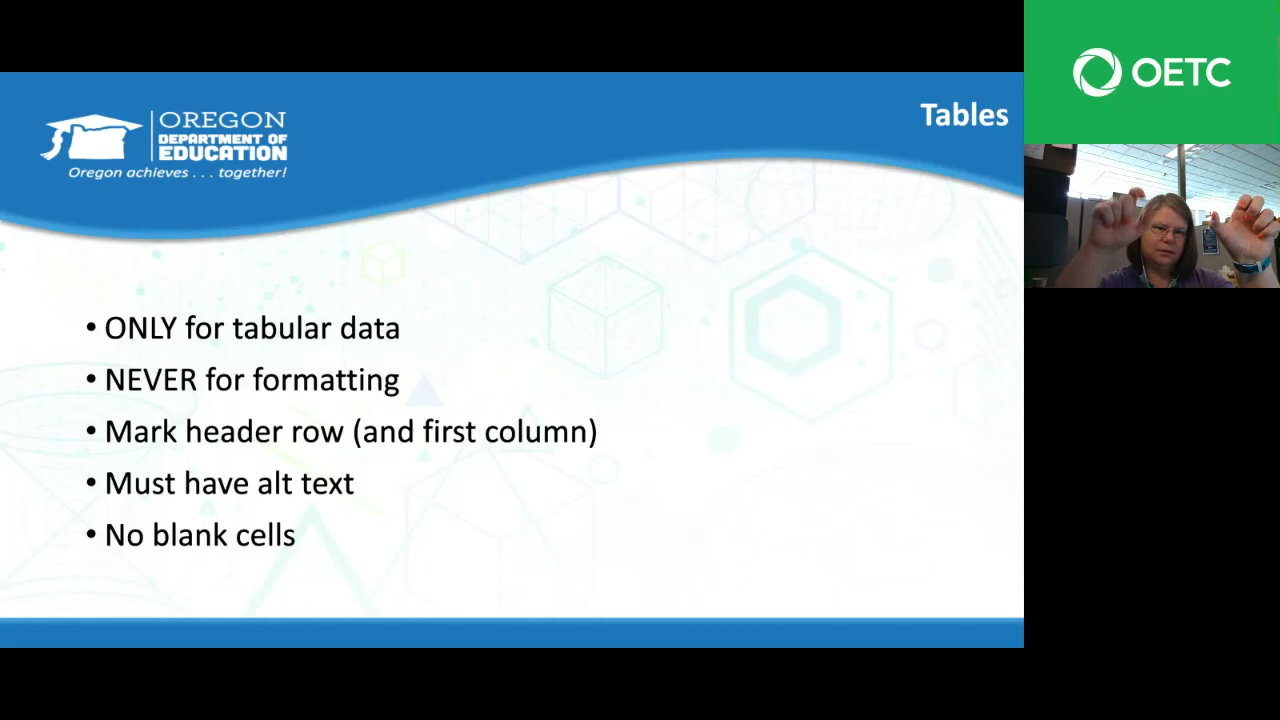 OREGON
DEPARTMENT OF
EDUCATION
Oregon achieves . . . together!
Tables
OETC
• ONLY for tabular data
• NEVER for formatting
• Mark header row (and first column)
• Must have alt text
• No blank cells